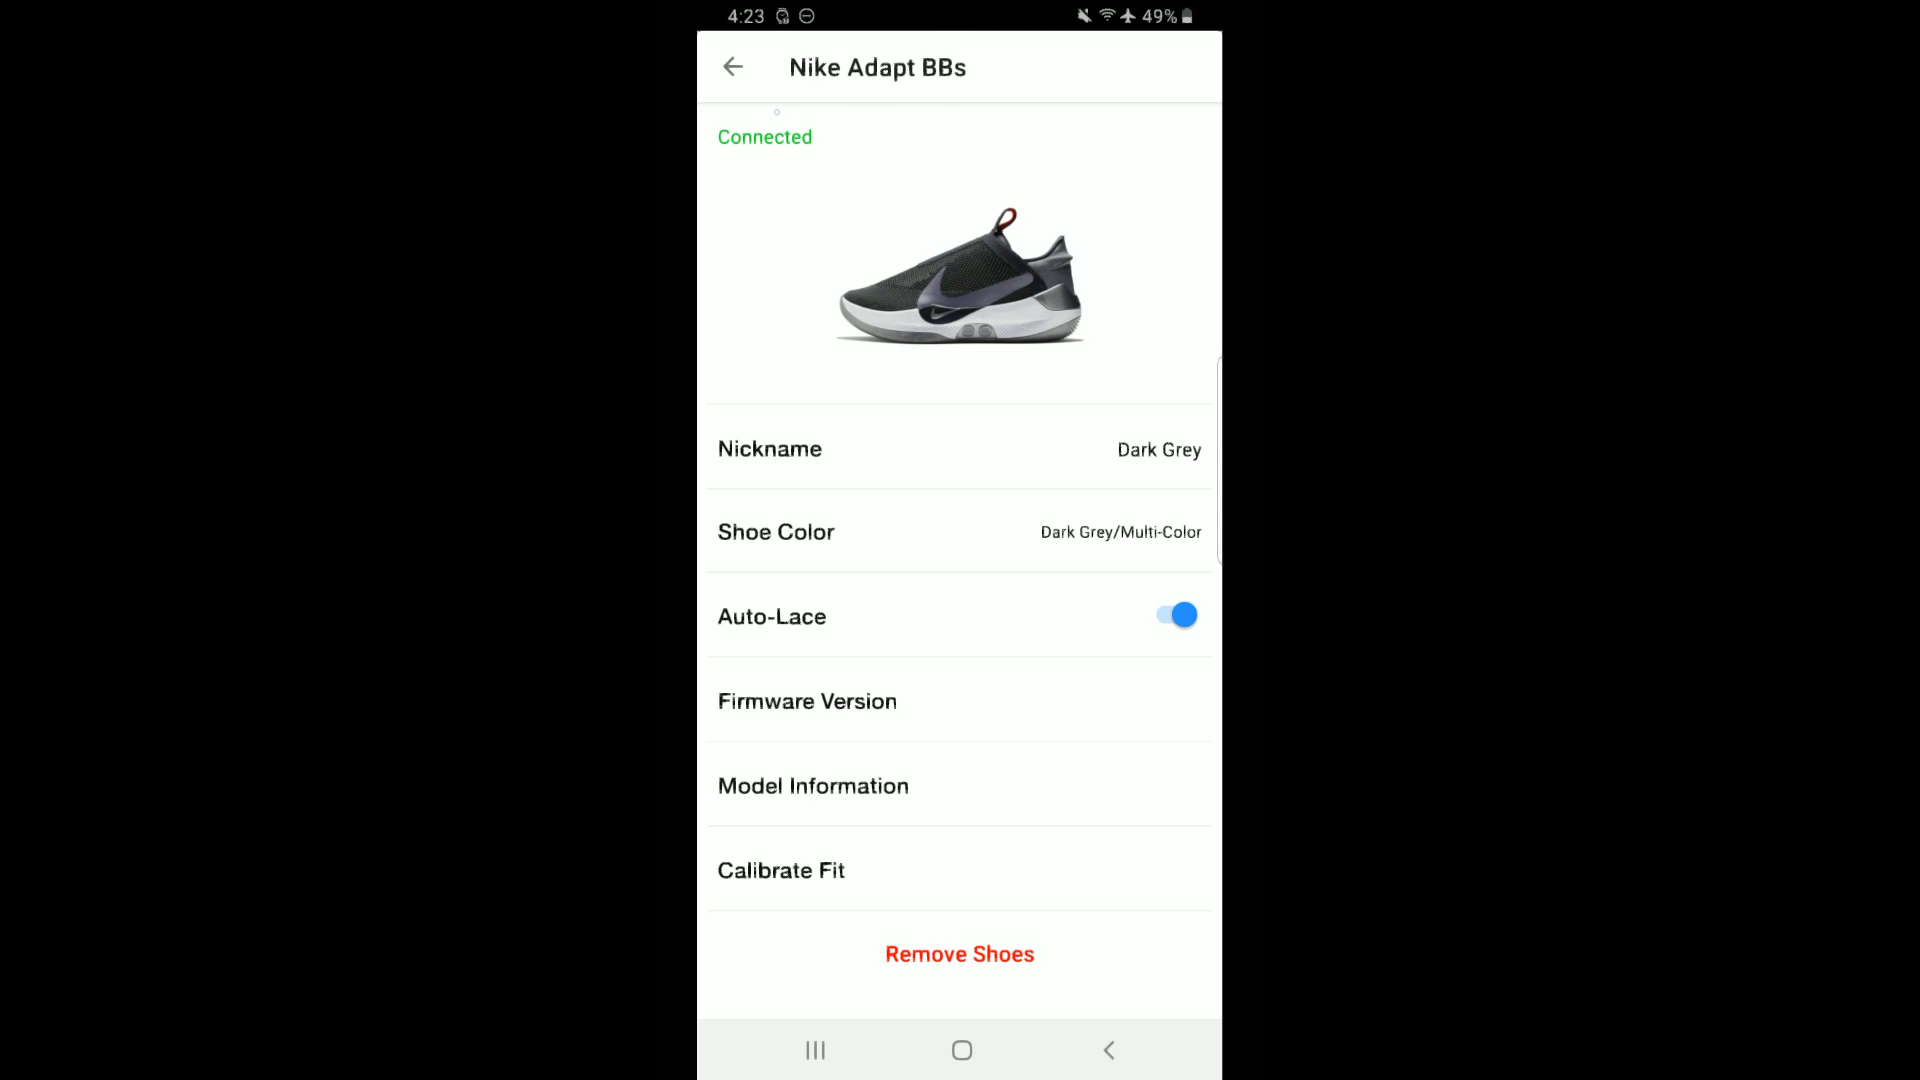 4:23 49%
Nike Adapt BBs
Connected
Nickname Dark Grey
Shoe Color Dark Grey/Multi-Color
Auto-Lace
Firmware Version
Model Information
Calibrate Fit
Remove Shoes